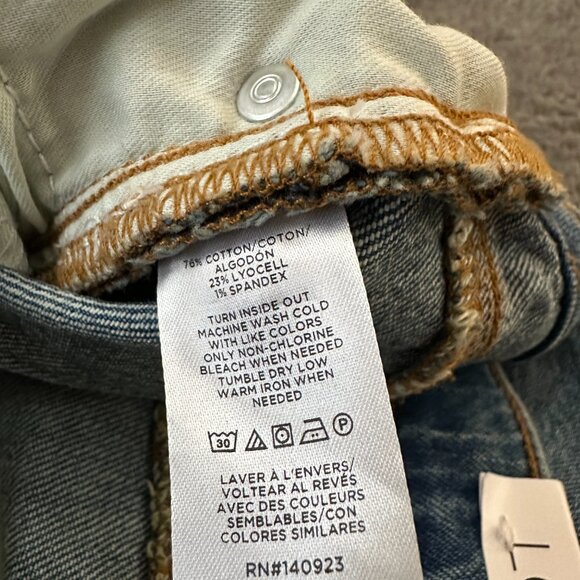 76% COTTON/COTON/
ALGODÓN
23% LYOCELL
1% SPANDEX
TURN INSIDE OUT
MACHINE WASH COLD
WITH LIKE COLORS
ONLY NON-CHLORINE
BLEACH WHEN NEEDED
TUMBLE DRY LOW
WARM IRON WHEN
NEEDED
30 P
LAVER À L'ENVERS/
VOLTEAR AL REVÉS
AVEC DES COULEURS
SEMBLABLES/CON
COLORES SIMILARES
RN#140923